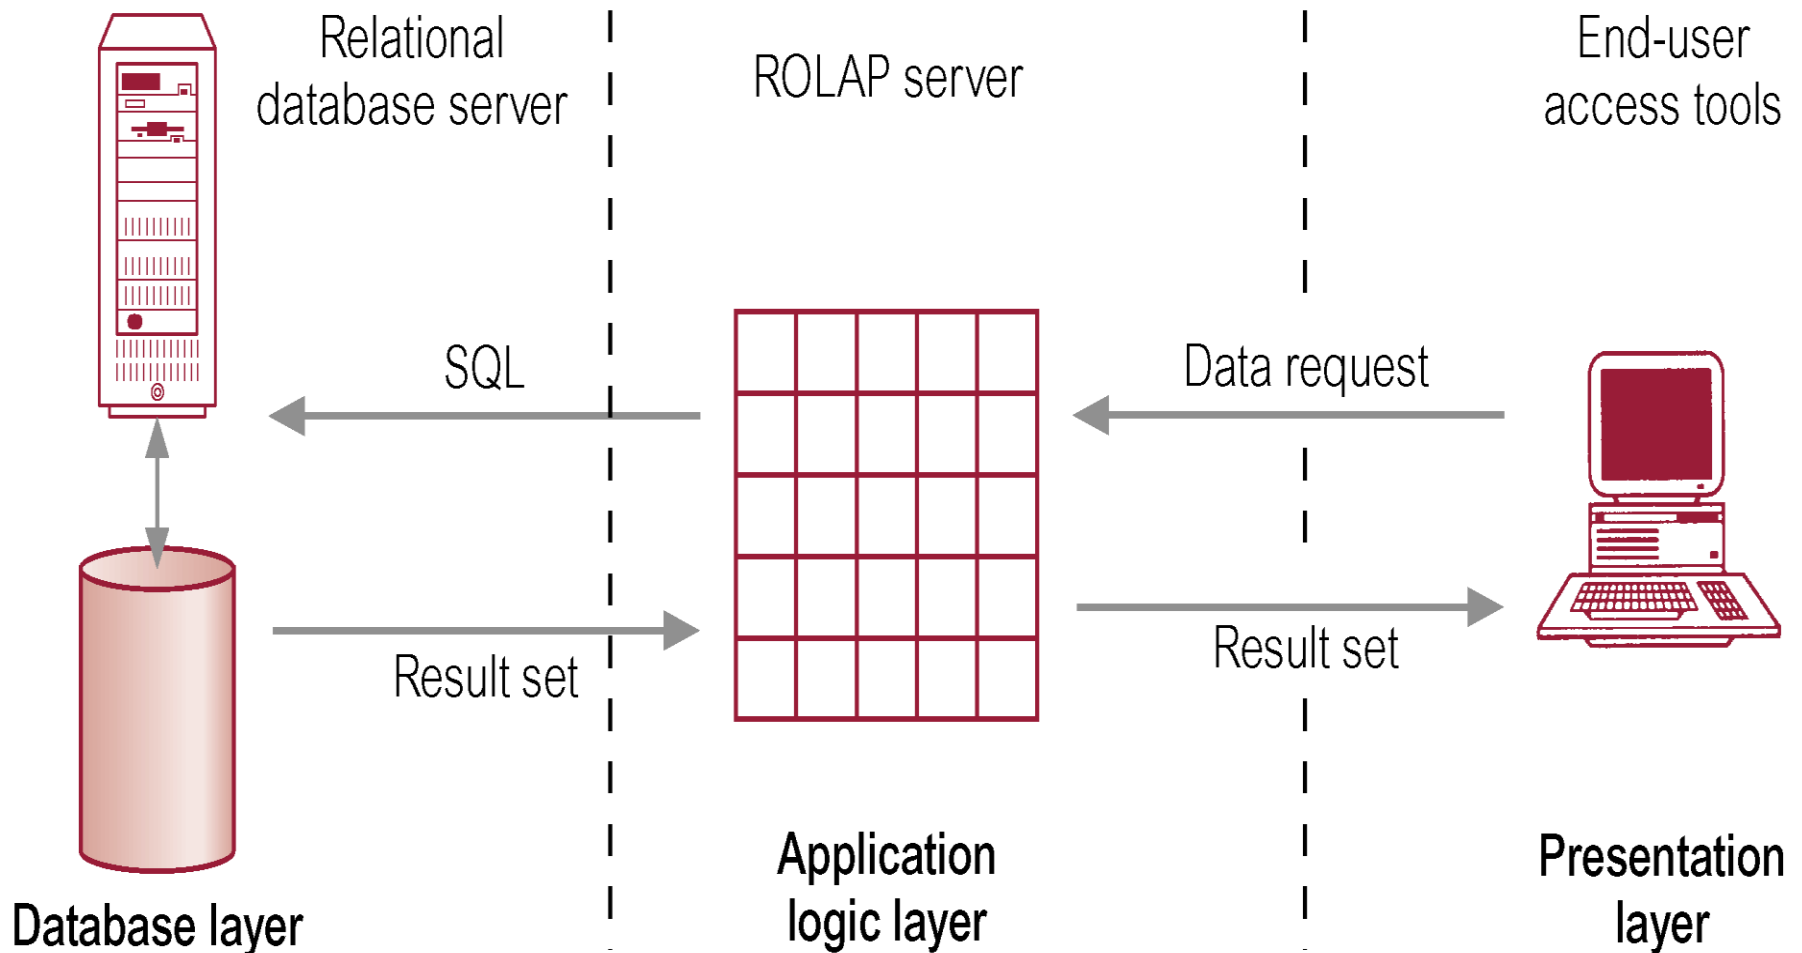 Relational
database server
ROLAP server
End-user
access tools
SQL
Data request
Result set
Result set
Database layer
Application
logic layer
Presentation
layer